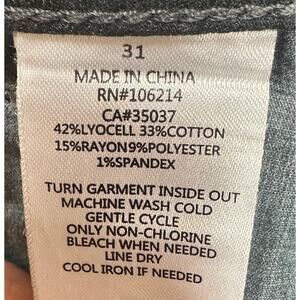 31
MADE IN CHINA
RN#106214
CA#35037
42%LYOCELL 33%COTTON
15%RAYON9%POLYESTER
1%SPANDEX
TURN GARMENT INSIDE OUT
MACHINE WASH COLD
GENTLE CYCLE
ONLY NON-CHLORINE
BLEACH WHEN NEEDED
LINE DRY
COOL IRON IF NEEDED